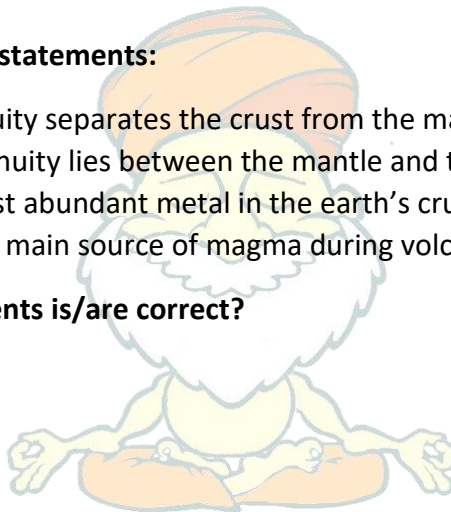 statements:
uity separates the crust from the ma
nuity lies between the mantle and t
st abundant metal in the earth's cru
main source of magma during volc
nts is/are correct?